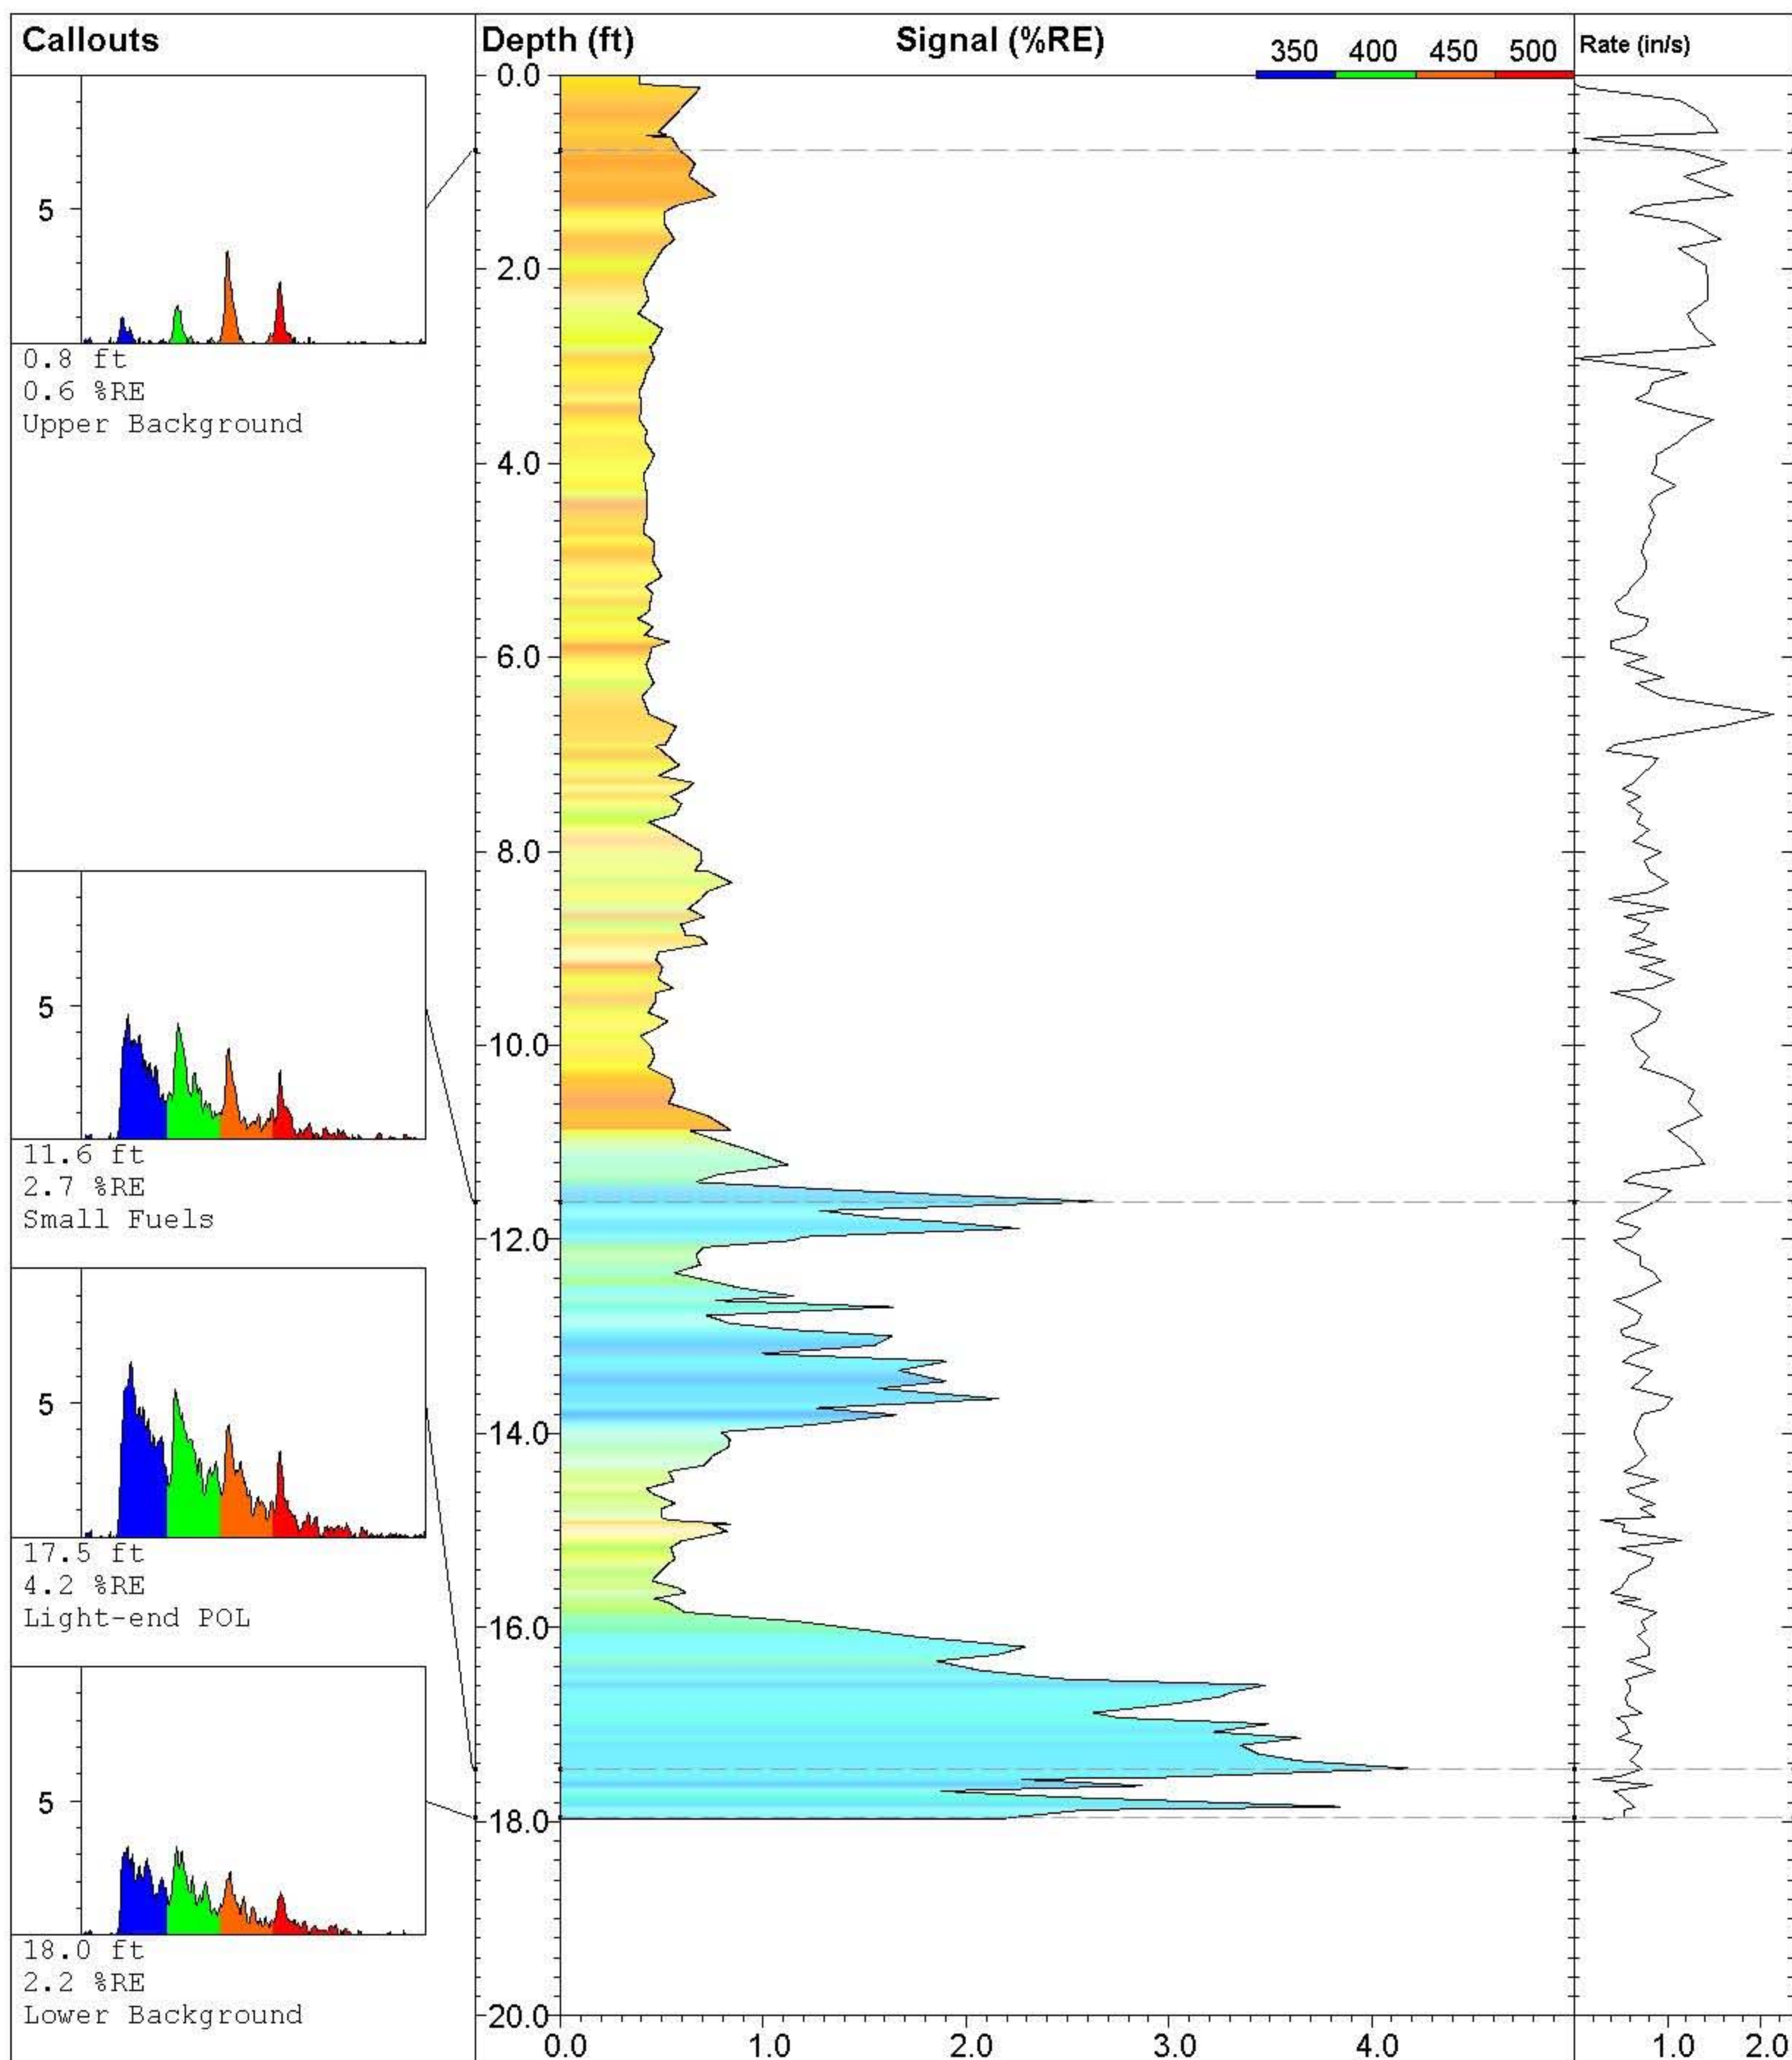 Callouts
Depth (ft)
Signal (%RE)
350 400 450 500
Rate (in/s)
5
0.8 ft
0.6 %RE
Upper Background
5
11.6 ft
2.7 %RE
Small Fuels
5
17.5 ft
4.2 %RE
Light-end POL
5
18.0 ft
2.2 %RE
Lower Background
0.0
2.0
4.0
6.0
8.0
10.0
12.0
14.0
16.0
18.0
20.0
0.0 1.0 2.0 3.0 4.0
1.0 2.0